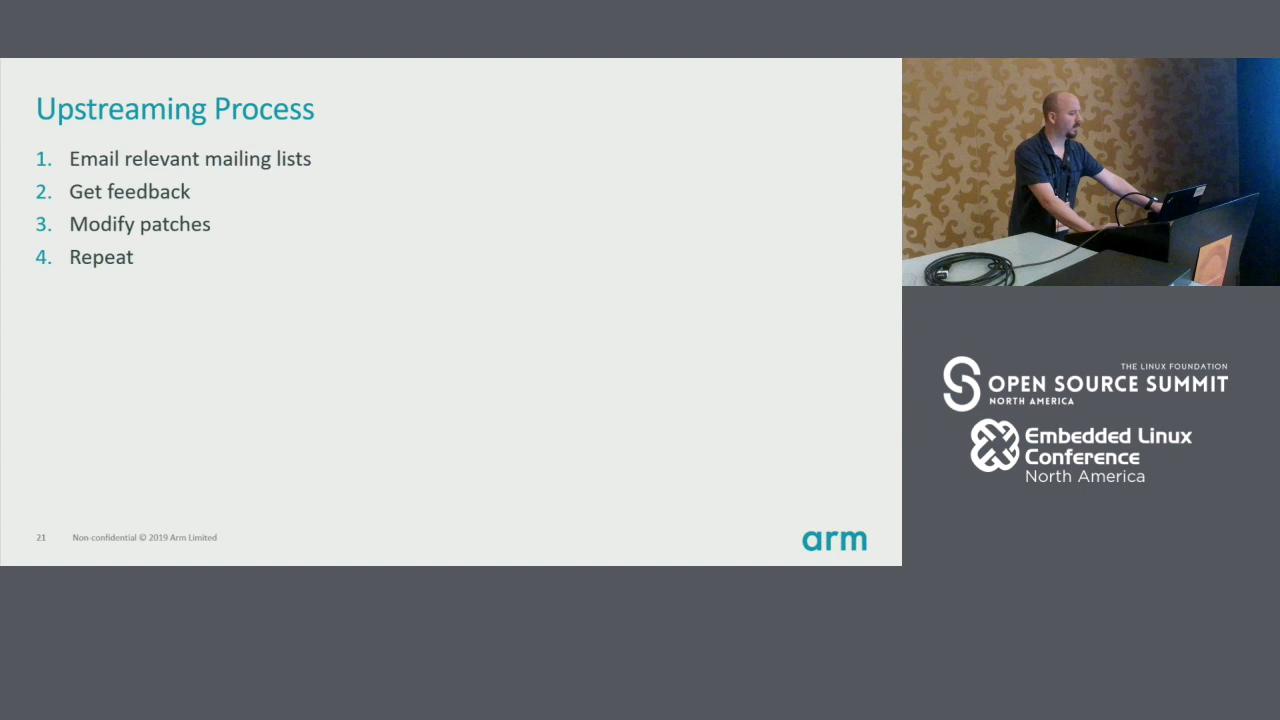 Upstreaming Process
1. Email relevant mailing lists
2. Get feedback
3. Modify patches
4. Repeat
21 Non-confidential © 2019 Arm Limited
arm
THE LINUX FOUNDATION
OPEN SOURCE SUMMIT
NORTH AMERICA
Embedded Linux
Conference
North America